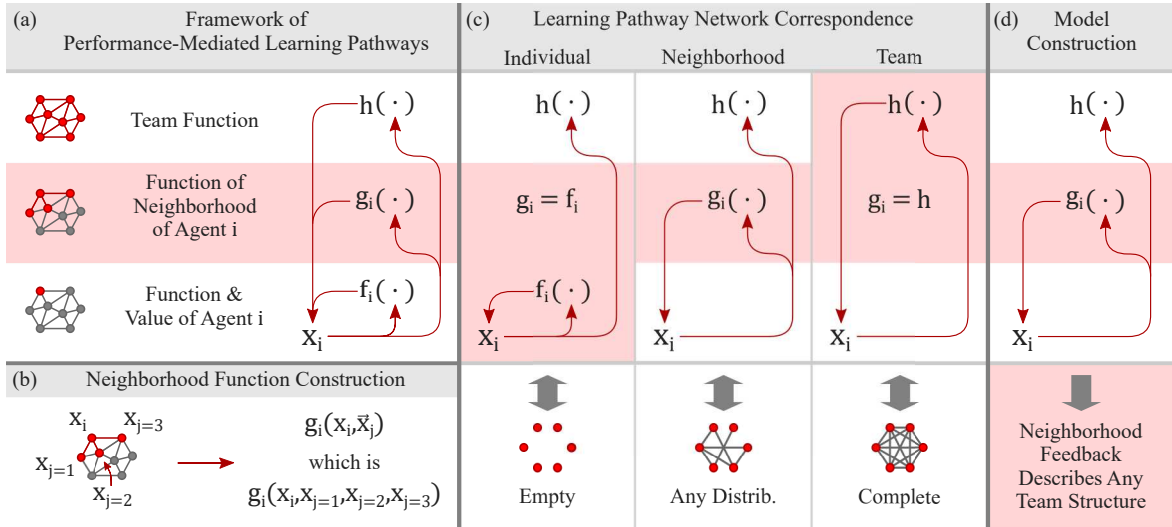 (a)
Framework of
Performance-Mediated Learning Pathways
Team Function
h(·)
Function of
Neighborhood
of Agent i
gᵢ(·)
Function &
Value of Agent i
fᵢ(·)
xᵢ
(b)
Neighborhood Function Construction
xᵢ
xⱼ₌₃
xⱼ₌₁
xⱼ₌₂
gᵢ(xᵢ,x⃗ⱼ)
which is
gᵢ(xᵢ,xⱼ₌₁,xⱼ₌₂,xⱼ₌₃)
(c)
Learning Pathway Network Correspondence
Individual
Neighborhood
Team
h(·)
h(·)
h(·)
gᵢ = fᵢ
gᵢ(·)
gᵢ = h
fᵢ(·)
xᵢ
xᵢ
xᵢ
Empty
Any Distrib.
Complete
(d)
Model
Construction
h(·)
gᵢ(·)
xᵢ
Neighborhood
Feedback
Describes Any
Team Structure